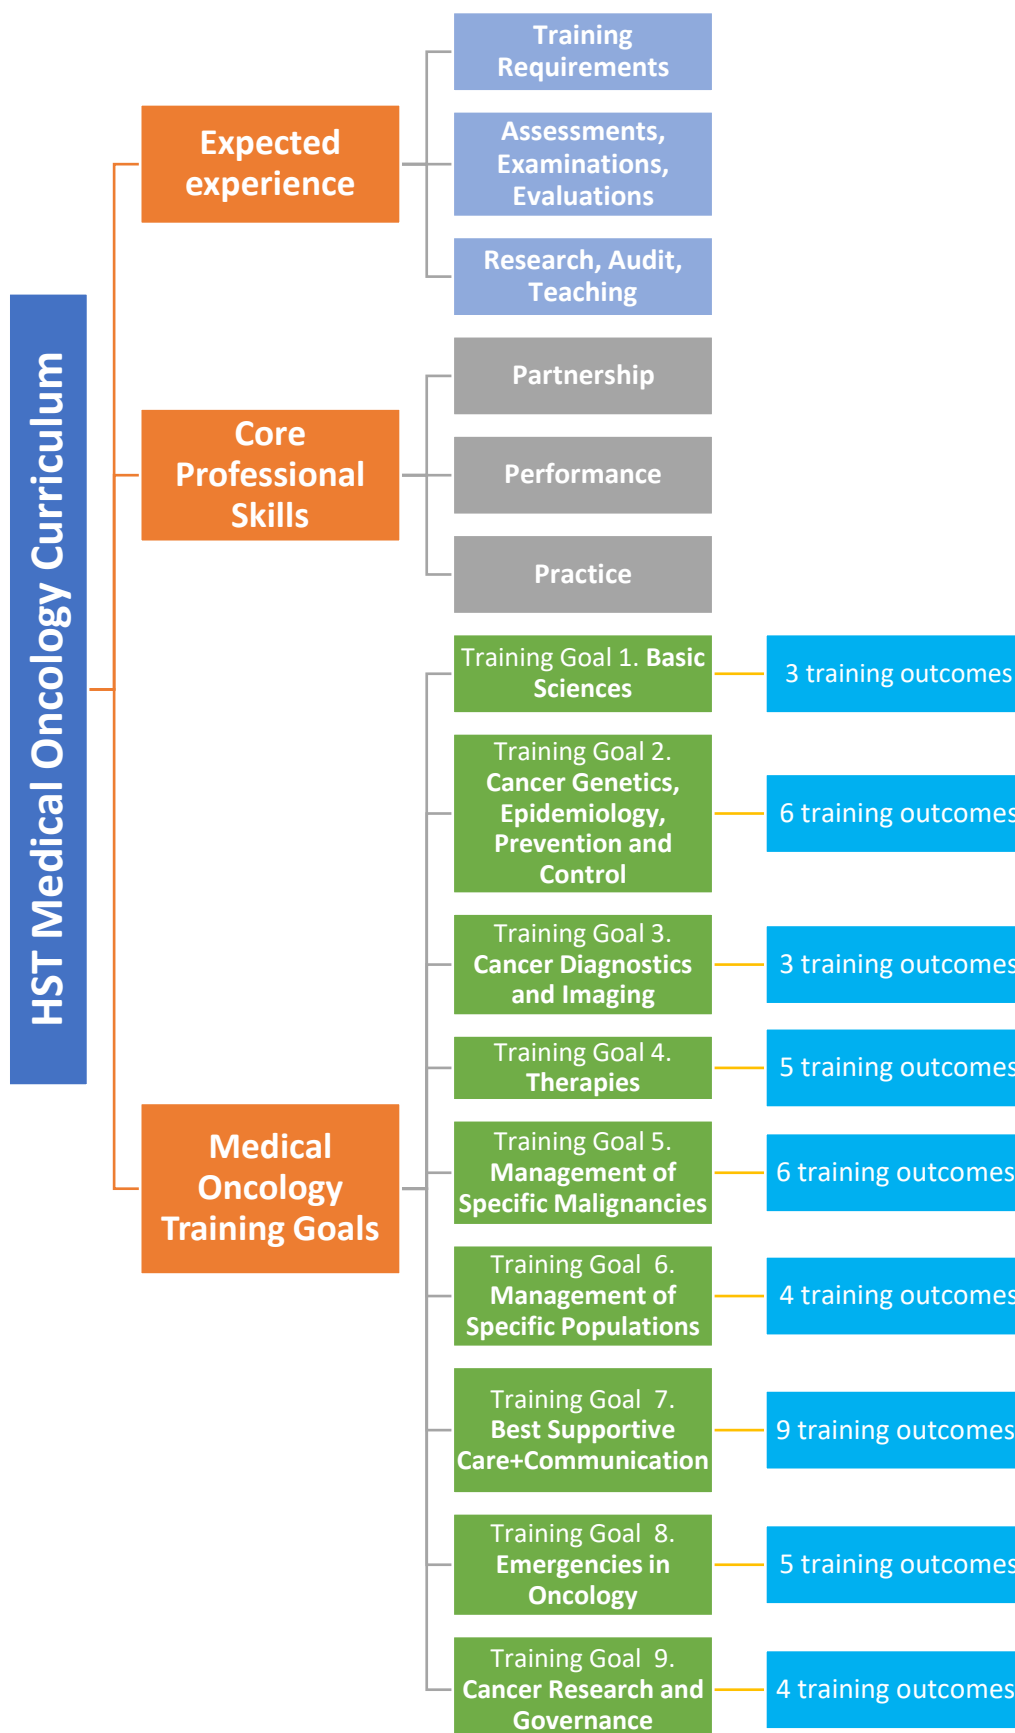 HST Medical Oncology Curriculum
Expected
experience
Training
Requirements
Assessments,
Examinations,
Evaluations
Research, Audit,
Teaching
Core
Professional
Skills
Partnership
Performance
Practice
Medical
Oncology
Training Goals
Training Goal 1. Basic
Sciences
3 training outcomes
Training Goal 2.
Cancer Genetics,
Epidemiology,
Prevention and
Control
6 training outcomes
Training Goal 3.
Cancer Diagnostics
and Imaging
3 training outcomes
Training Goal 4.
Therapies
5 training outcomes
Training Goal 5.
Management of
Specific Malignancies
6 training outcomes
Training Goal  6.
Management of
Specific Populations
4 training outcomes
Training Goal  7.
Best Supportive
Care+Communication
9 training outcomes
Training Goal  8.
Emergencies in
Oncology
5 training outcomes
Training Goal  9.
Cancer Research and
Governance
4 training outcomes